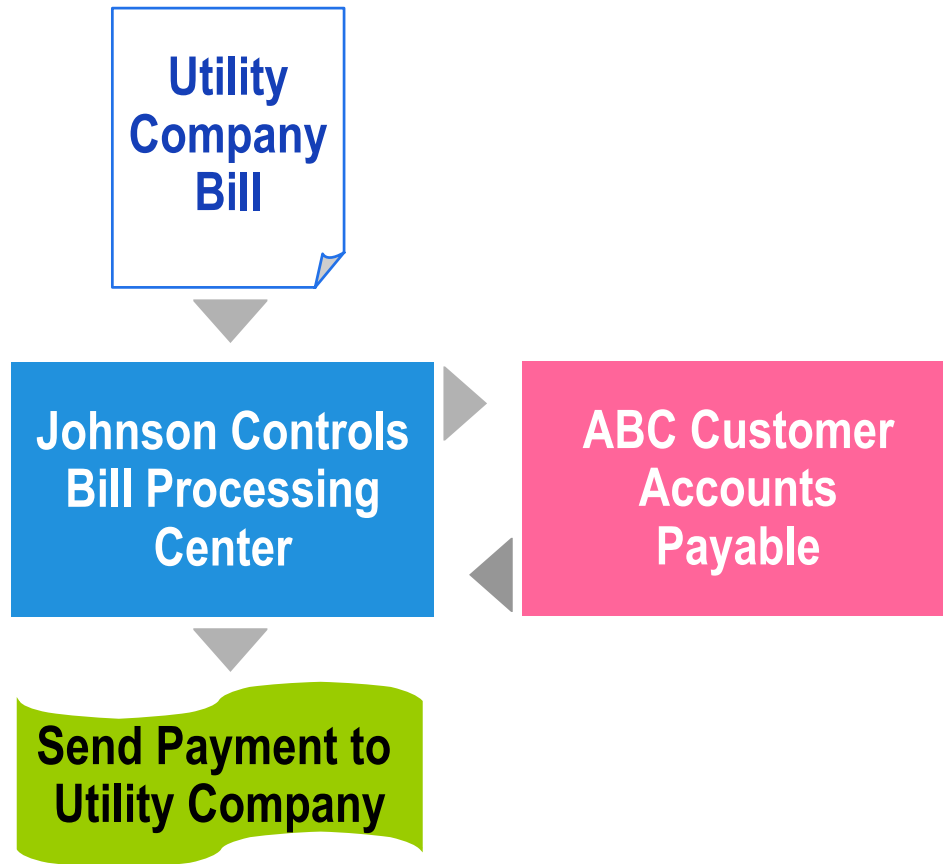 Utility
Company
Bill
Johnson Controls
Bill Processing
Center
ABC Customer
Accounts
Payable
Send Payment to
Utility Company